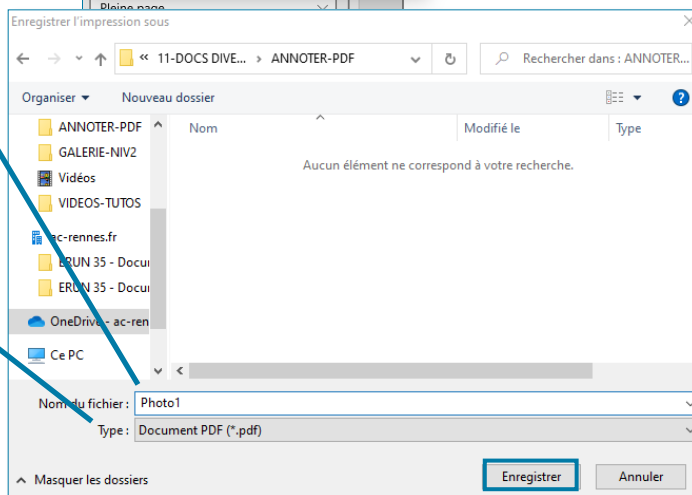 Pleine page
Enregistrer l'impression sous
« 11-DOCS DIVE... > ANNOTER-PDF
Rechercher dans : ANNOTER...
Organiser Nouveau dossier
Nom Modifié le Type
Aucun élément ne correspond à votre recherche.
ANNOTER-PDF
GALERIE-NIV2
Vidéos
VIDEOS-TUTOS
ac-rennes.fr
ERUN 35 - Docu
ERUN 35 - Docu
OneDrive - ac-ren
Ce PC
Nom du fichier : Photo1
Type : Document PDF (*.pdf)
Masquer les dossiers
Enregistrer Annuler